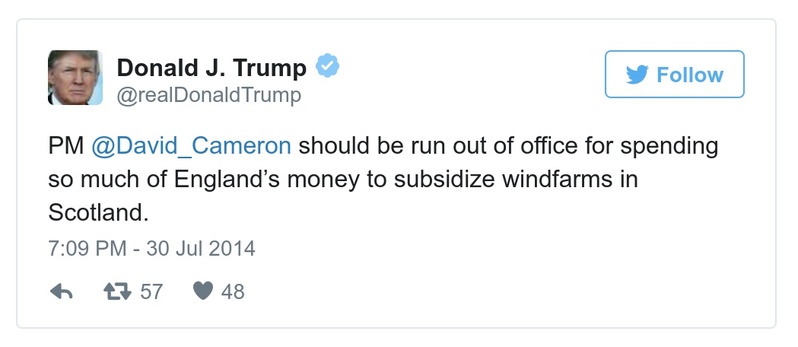 Donald J. Trump
@realDonaldTrump
Follow
PM @David_Cameron should be run out of office for spending
so much of England’s money to subsidize windfarms in
Scotland.
7:09 PM - 30 Jul 2014
57 48